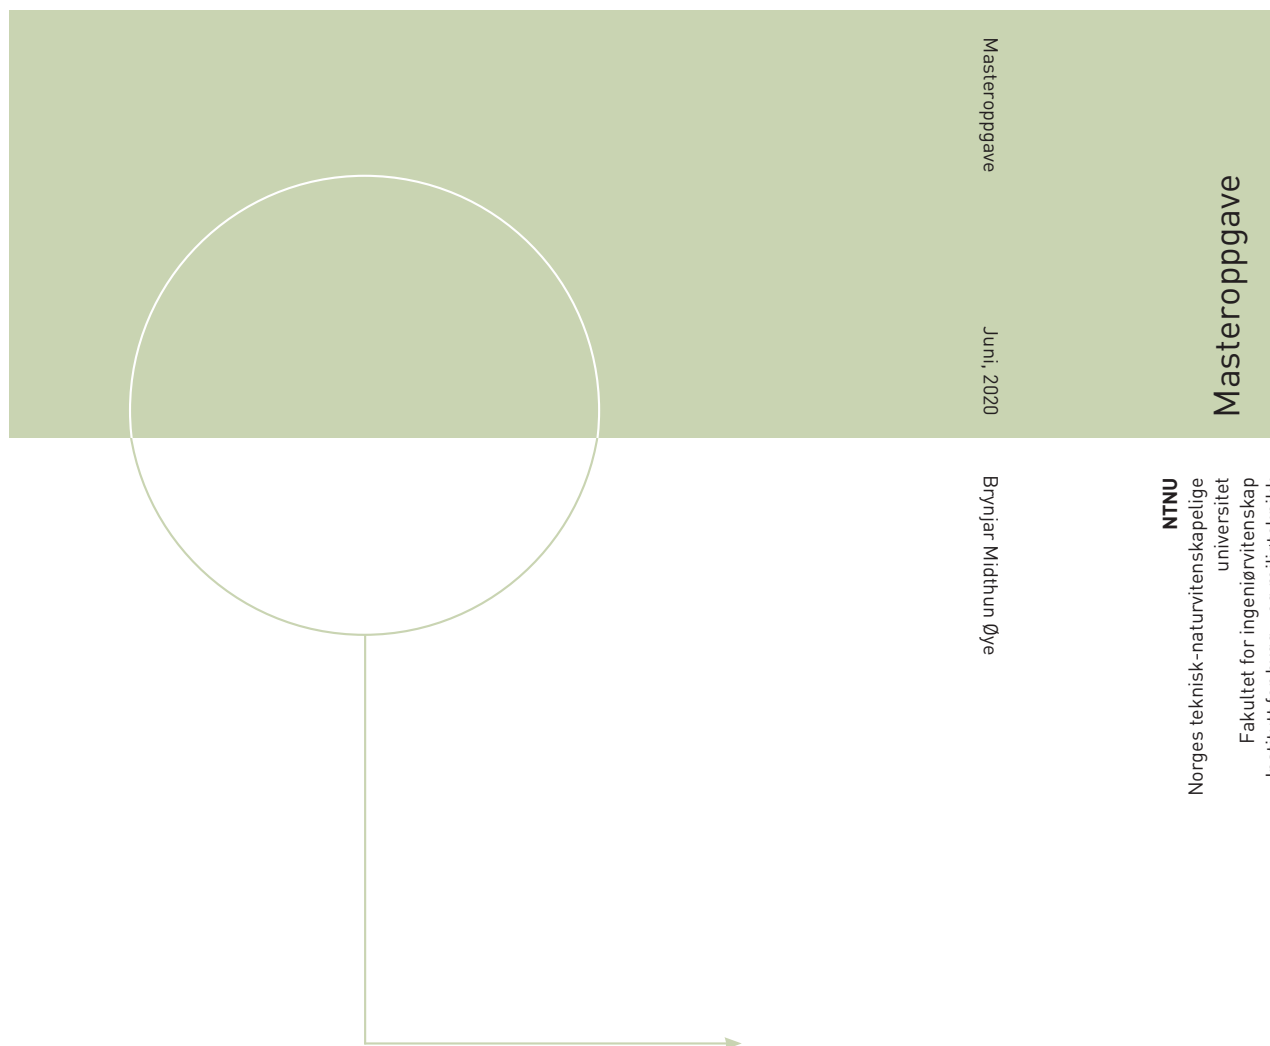 Masteroppgave
Juni, 2020
Brynjar Midthun Øye
Masteroppgave
NTNU
Norges teknisk-naturvitenskapelige
universitet
Fakultet for ingeniørvitenskap